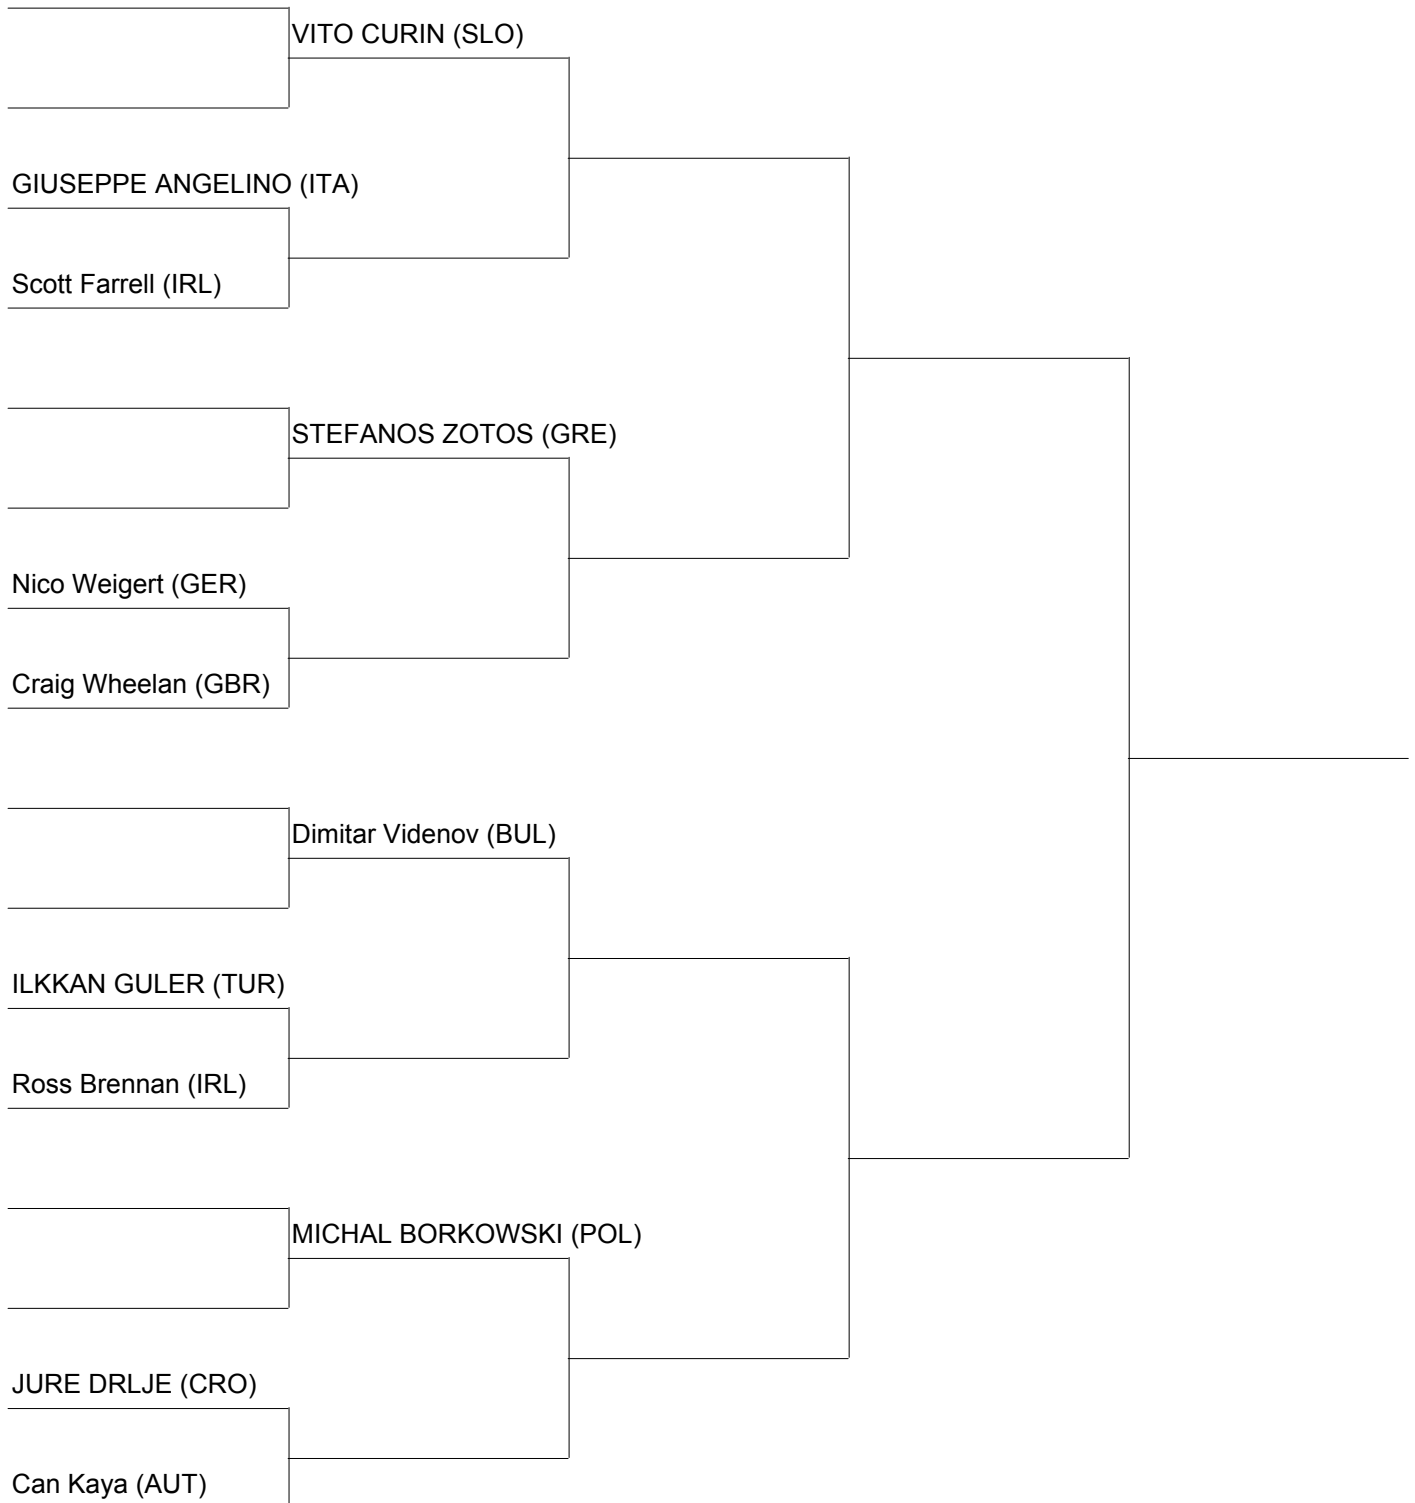 VITO CURIN (SLO)
GIUSEPPE ANGELINO (ITA)
Scott Farrell (IRL)
STEFANOS ZOTOS (GRE)
Nico Weigert (GER)
Craig Wheelan (GBR)
Dimitar Videnov (BUL)
ILKKAN GULER (TUR)
Ross Brennan (IRL)
MICHAL BORKOWSKI (POL)
JURE DRLJE (CRO)
Can Kaya (AUT)